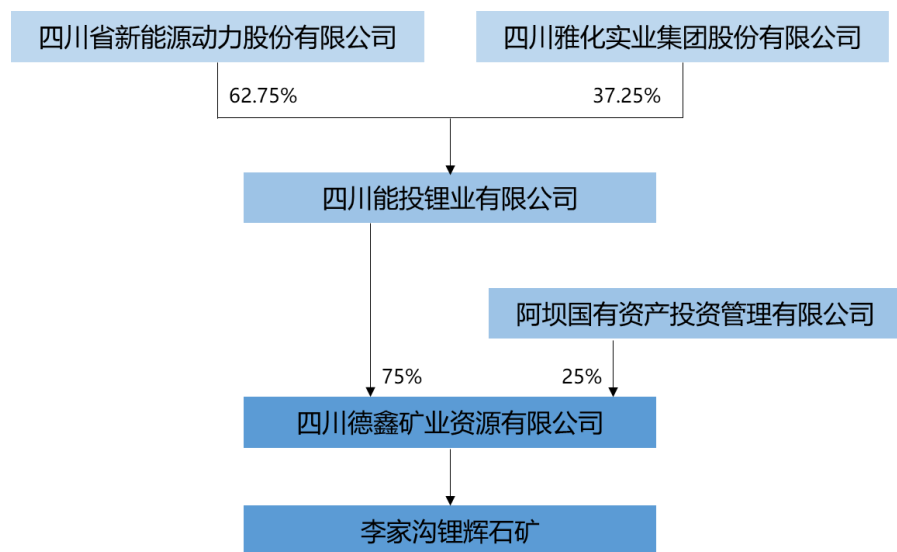 四川省新能源动力股份有限公司
四川雅化实业集团股份有限公司
62.75%
37.25%
四川能投锂业有限公司
阿坝国有资产投资管理有限公司
75%
25%
四川德鑫矿业资源有限公司
李家沟锂辉石矿